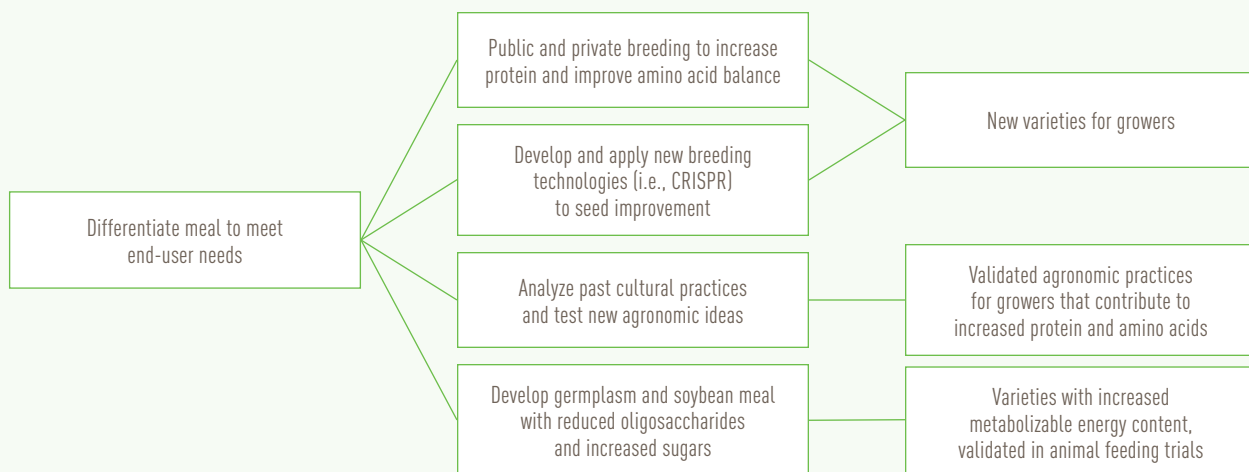 Public and private breeding to increase
protein and improve amino acid balance
New varieties for growers
Develop and apply new breeding
technologies (i.e., CRISPR)
to seed improvement
Differentiate meal to meet
end-user needs
Analyze past cultural practices
and test new agronomic ideas
Validated agronomic practices
for growers that contribute to
increased protein and amino acids
Develop germplasm and soybean meal
with reduced oligosaccharides
and increased sugars
Varieties with increased
metabolizable energy content,
validated in animal feeding trials